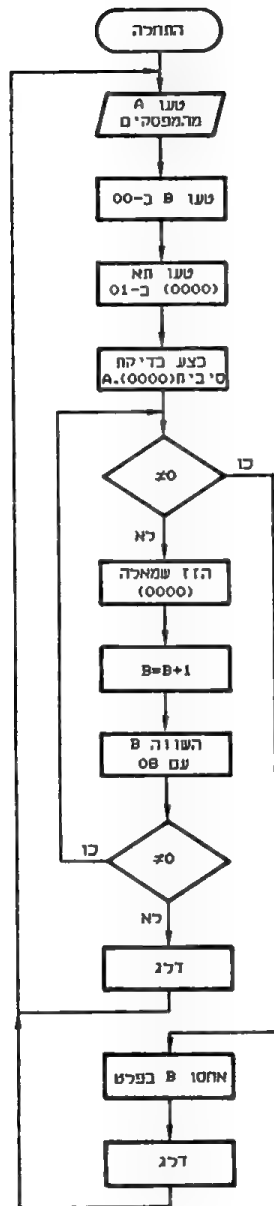 התחלה
טען A
מהמפסקים
טען B ב-00
טען תא
(0000) ב-01
בצע בדיקת
סיבית A.(0000)
≠0
כן
לא
הזז שמאלה
(0000)
B=B+1
השווה B
עם 08
≠0
כן
לא
דלג
אחסן B בפלט
דלג